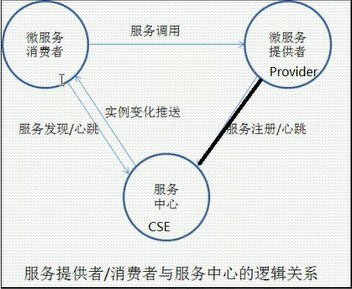 微服务
消费者
服务调用
微服务
提供者
Provider
实例变化推送
服务发现/心跳
服务注册/心跳
服务
中心
CSE
服务提供者/消费者与服务中心的逻辑关系